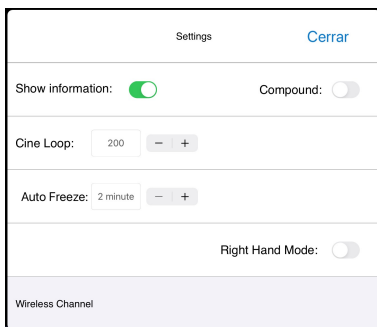 Settings Cerrar
Show information: Compound:
Cine Loop: 200 − +
Auto Freeze: 2 minute − +
Right Hand Mode:
Wireless Channel